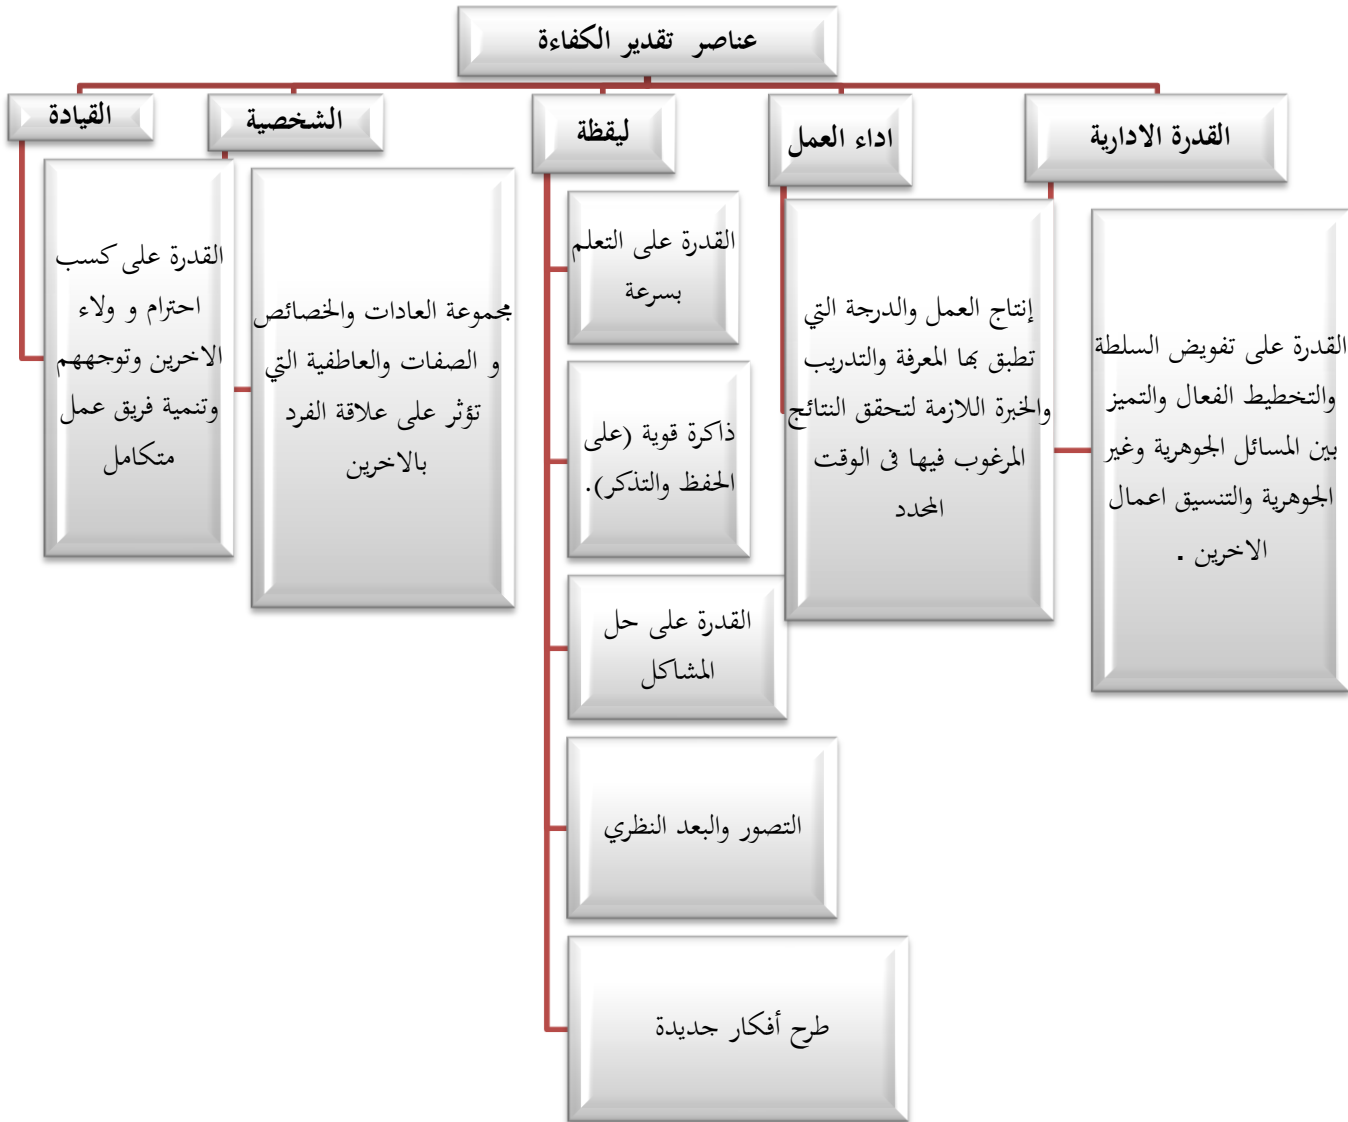 عناصر تقدير الكفاءة
القدرة الادارية
القدرة على تفويض السلطة
والتخطيط الفعال والتميز
بين المسائل الجوهرية وغير
الجوهرية والتنسيق اعمال
الاخرين .
اداء العمل
إنتاج العمل والدرجة التي
تطبق بها المعرفة والتدريب
والخبرة اللازمة لتحقق النتائج
المرغوب فيها فى الوقت
المحدد
ليقظة
القدرة على التعلم
بسرعة
ذاكرة قوية (على
الحفظ والتذكر).
القدرة على حل
المشاكل
التصور والبعد النظري
طرح أفكار جديدة
الشخصية
مجموعة العادات والخصائص
و الصفات والعاطفية التي
تؤثر على علاقة الفرد
بالاخرين
القيادة
القدرة على كسب
احترام و ولاء
الاخرين وتوجههم
وتنمية فريق عمل
متكامل